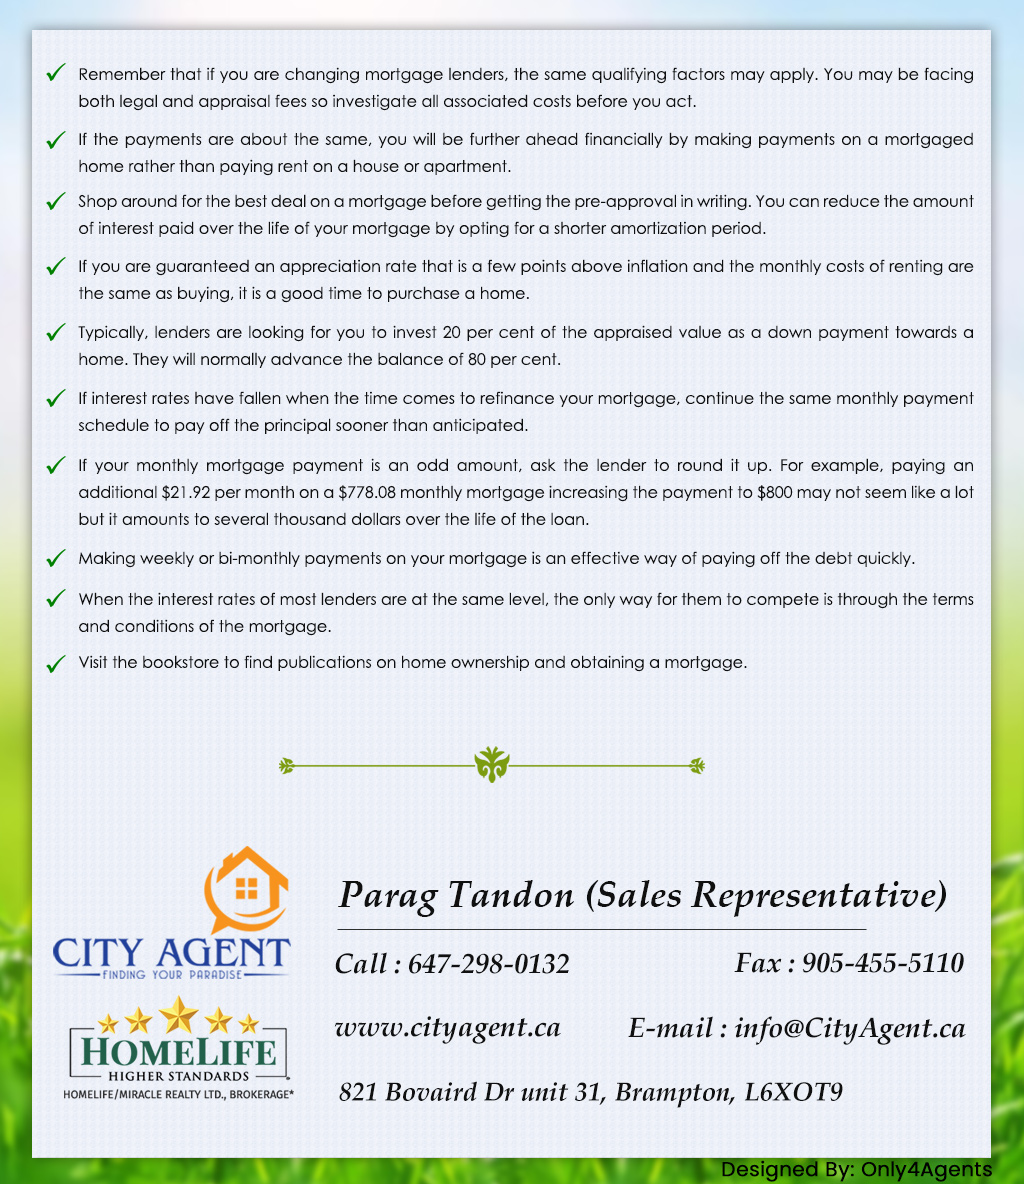 Remember that if you are changing mortgage lenders, the same qualifying factors may apply. You may be facing
both legal and appraisal fees so investigate all associated costs before you act.
If the payments are about the same, you will be further ahead financially by making payments on a mortgaged
home rather than paying rent on a house or apartment.
Shop around for the best deal on a mortgage before getting the pre-approval in writing. You can reduce the amount
of interest paid over the life of your mortgage by opting for a shorter amortization period.
If you are guaranteed an appreciation rate that is a few points above inflation and the monthly costs of renting are
the same as buying, it is a good time to purchase a home.
Typically, lenders are looking for you to invest 20 per cent of the appraised value as a down payment towards a
home. They will normally advance the balance of 80 per cent.
If interest rates have fallen when the time comes to refinance your mortgage, continue the same monthly payment
schedule to pay off the principal sooner than anticipated.
If your monthly mortgage payment is an odd amount, ask the lender to round it up. For example, paying an
additional $21.92 per month on a $778.08 monthly mortgage increasing the payment to $800 may not seem like a lot
but it amounts to several thousand dollars over the life of the loan.
Making weekly or bi-monthly payments on your mortgage is an effective way of paying off the debt quickly.
When the interest rates of most lenders are at the same level, the only way for them to compete is through the terms
and conditions of the mortgage.
Visit the bookstore to find publications on home ownership and obtaining a mortgage.
CITY AGENT
FINDING YOUR PARADISE
HOMELIFE
HIGHER STANDARDS
HOMELIFE/MIRACLE REALTY LTD., BROKERAGE*
Parag Tandon (Sales Representative)
Call : 647-298-0132
Fax : 905-455-5110
www.cityagent.ca
E-mail : info@CityAgent.ca
821 Bovaird Dr unit 31, Brampton, L6XOT9
Designed By: Only4Agents